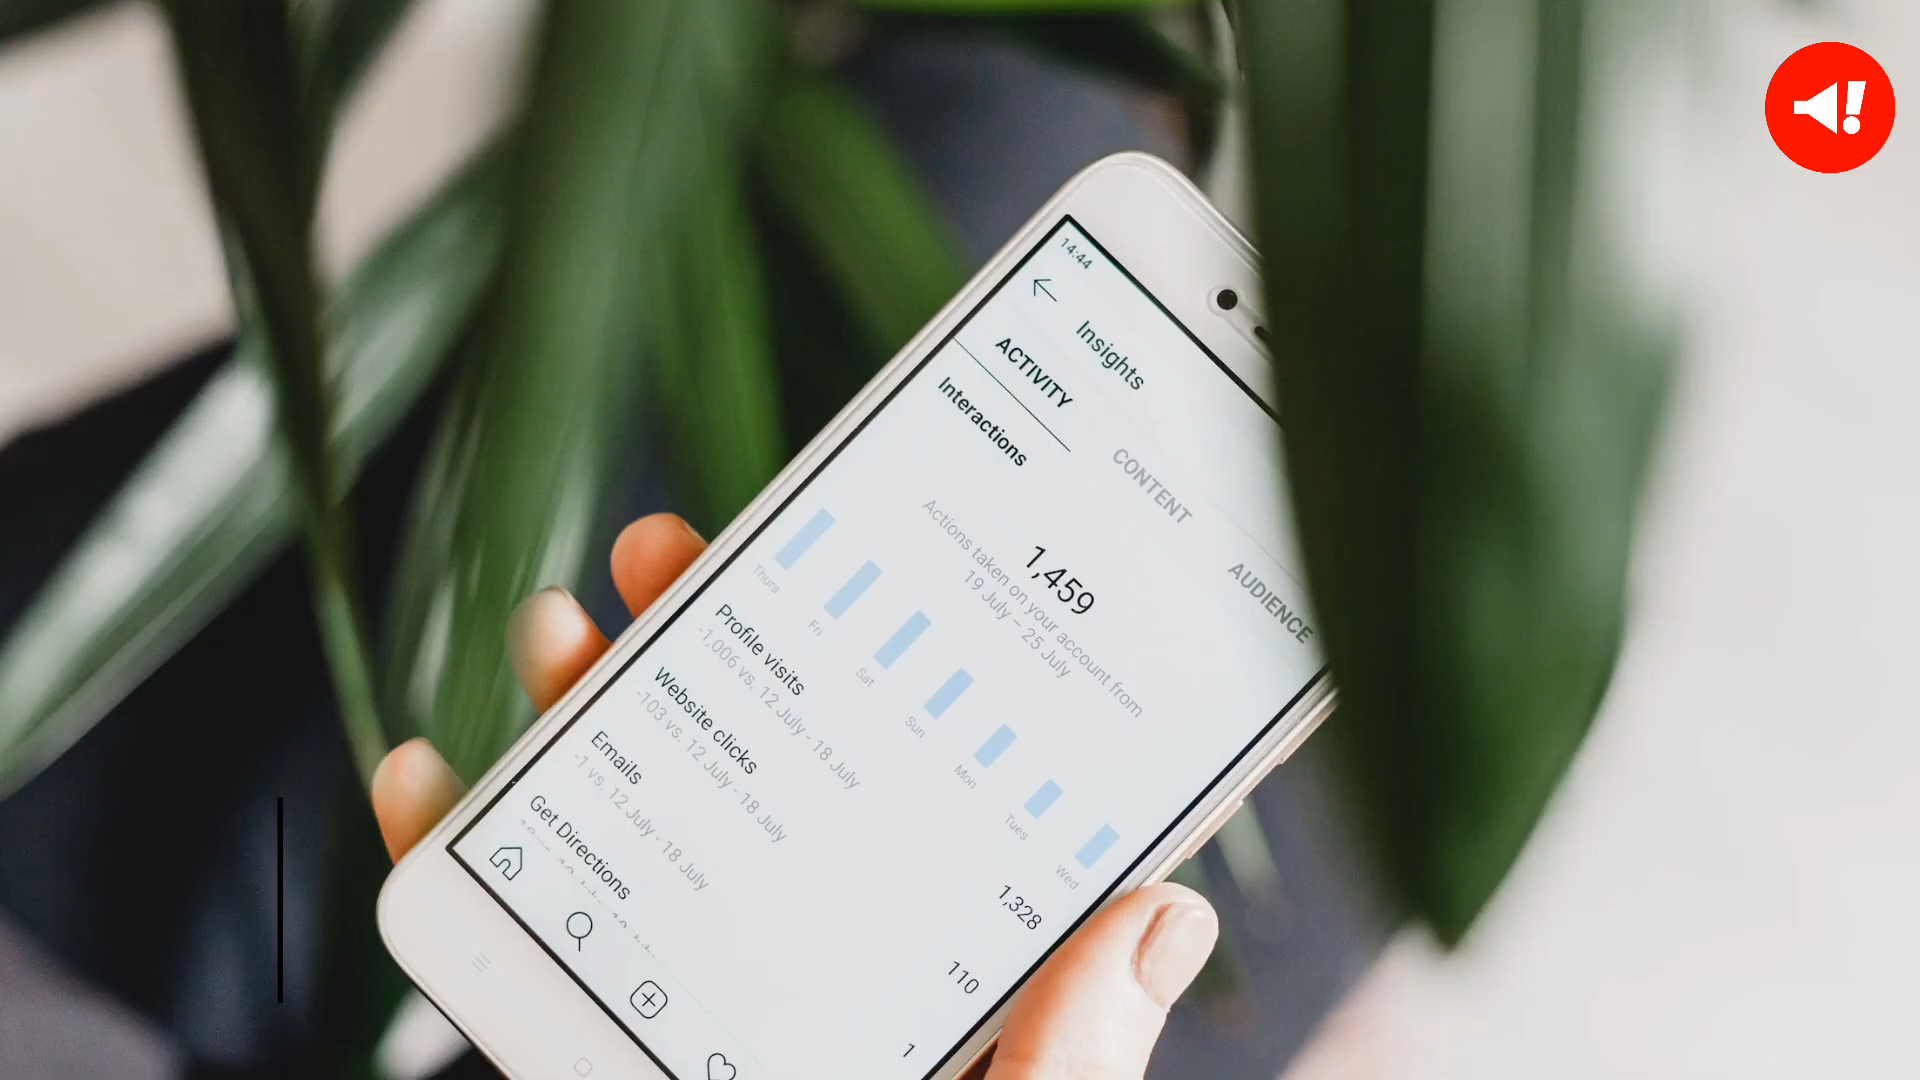 14:44
Insights
ACTIVITY
CONTENT
AUDIENCE
Interactions
1,459
Actions taken on your account from
19 July – 25 July
Thurs
Fri
Sat
Sun
Mon
Tues
Wed
Profile visits
1,328
-1,006 vs. 12 July - 18 July
Website clicks
110
-103 vs. 12 July - 18 July
Emails
1
-1 vs. 12 July - 18 July
Get Directions